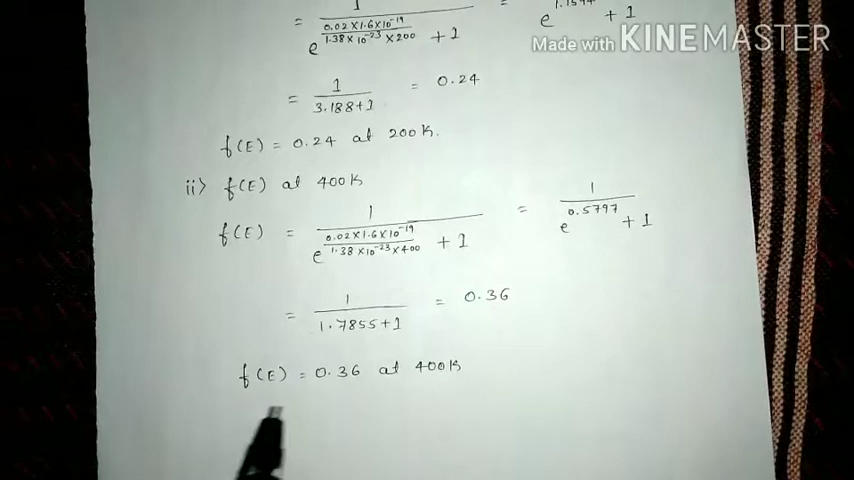 = 1 / (e^(0.02×1.6×10^-19 / 1.38×10^-23×200) + 1) = e + 1
Made with KINEMASTER
= 1 / (3.188+1) = 0.24
f(E) = 0.24 at 200K.
ii> f(E) at 400K
f(E) = 1 / (e^(0.02×1.6×10^-19 / 1.38×10^-23×400) + 1) = 1 / (e^0.5797 + 1)
= 1 / (1.7855+1) = 0.36
f(E) = 0.36 at 400K